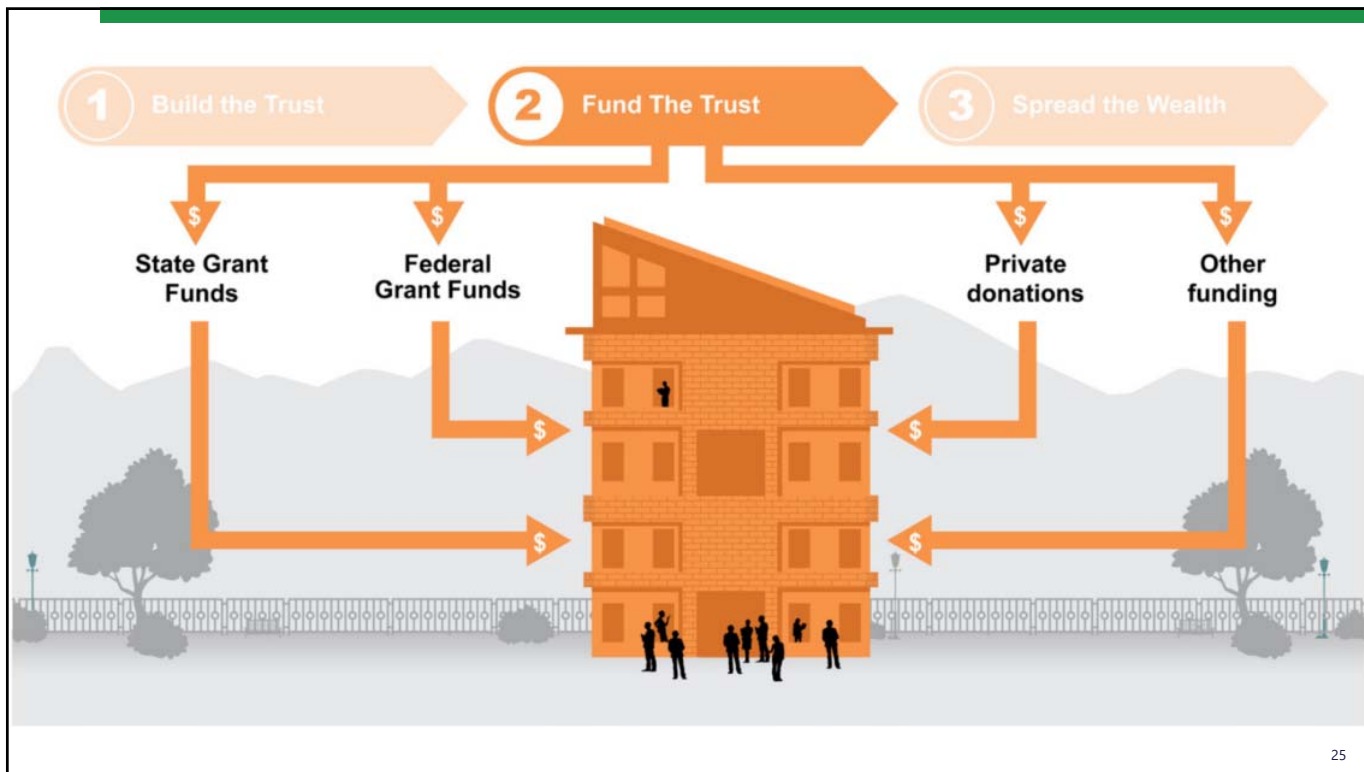 1 Build the Trust
2 Fund The Trust
3 Spread the Wealth
$
$
$
$
State Grant
Funds
Federal
Grant Funds
Private
donations
Other
funding
$
$
$
$
25